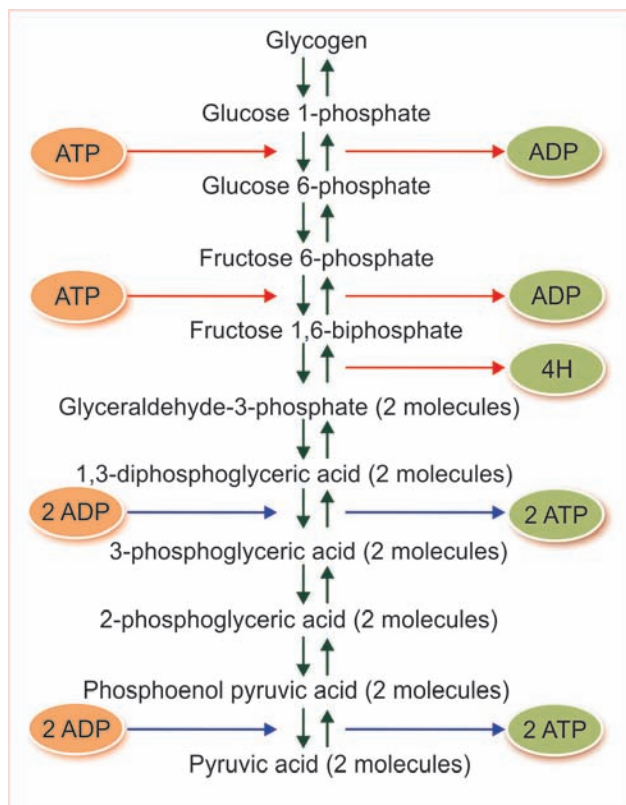 Glycogen
Glucose 1-phosphate
ATP
ADP
Glucose 6-phosphate
Fructose 6-phosphate
ATP
ADP
Fructose 1,6-biphosphate
4H
Glyceraldehyde-3-phosphate (2 molecules)
1,3-diphosphoglyceric acid (2 molecules)
2 ADP
2 ATP
3-phosphoglyceric acid (2 molecules)
2-phosphoglyceric acid (2 molecules)
Phosphoenol pyruvic acid (2 molecules)
2 ADP
2 ATP
Pyruvic acid (2 molecules)